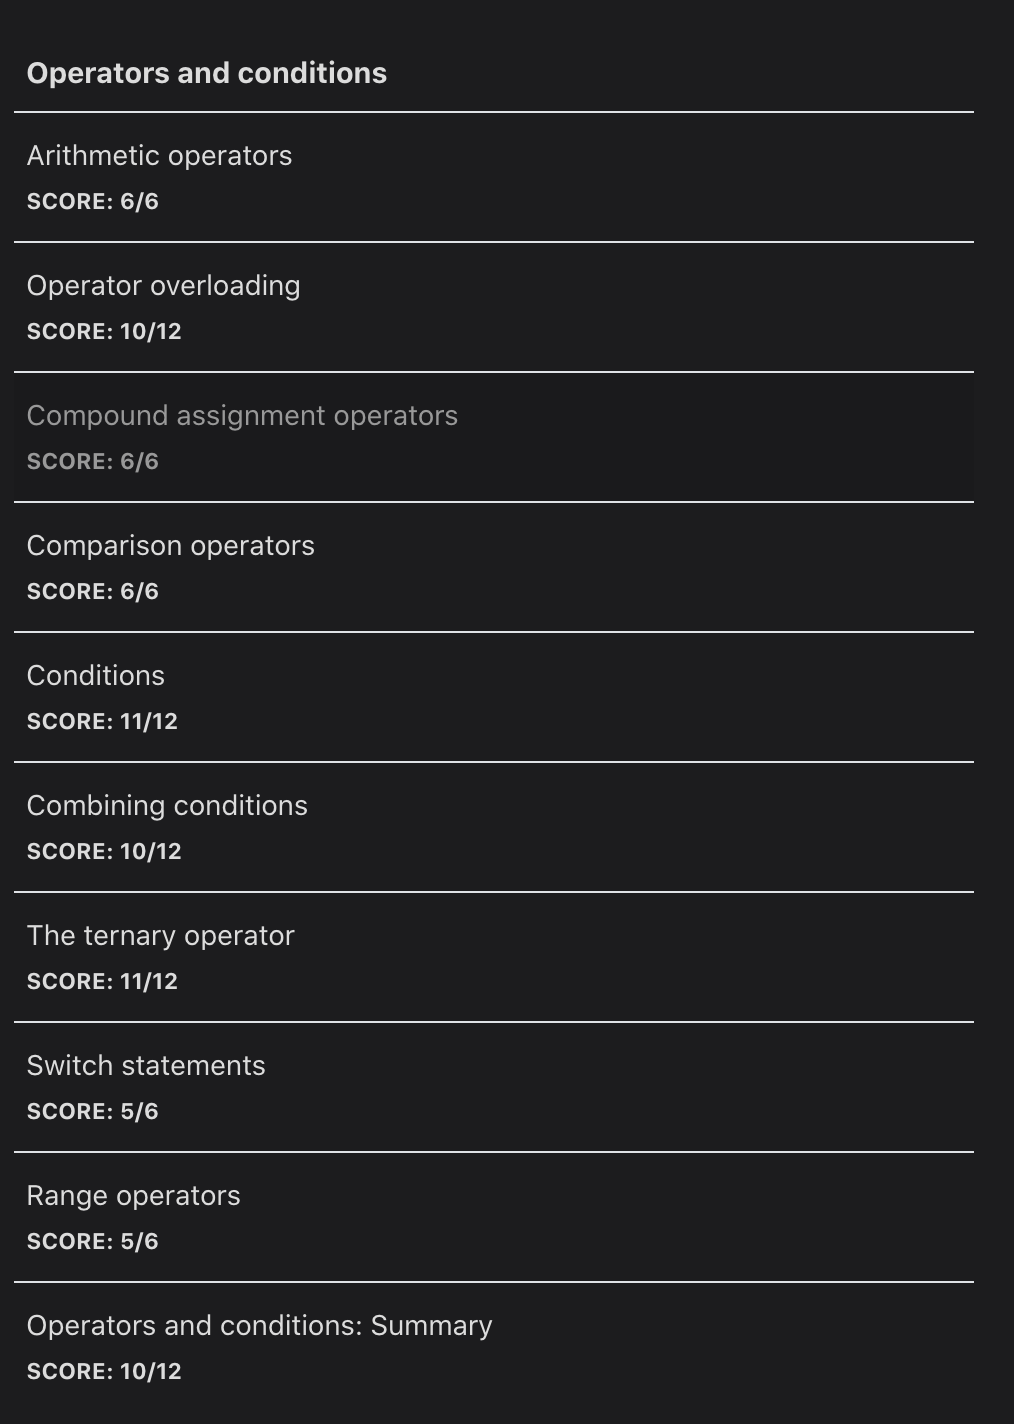 Operators and conditions
Arithmetic operators
SCORE: 6/6
Operator overloading
SCORE: 10/12
Compound assignment operators
SCORE: 6/6
Comparison operators
SCORE: 6/6
Conditions
SCORE: 11/12
Combining conditions
SCORE: 10/12
The ternary operator
SCORE: 11/12
Switch statements
SCORE: 5/6
Range operators
SCORE: 5/6
Operators and conditions: Summary
SCORE: 10/12